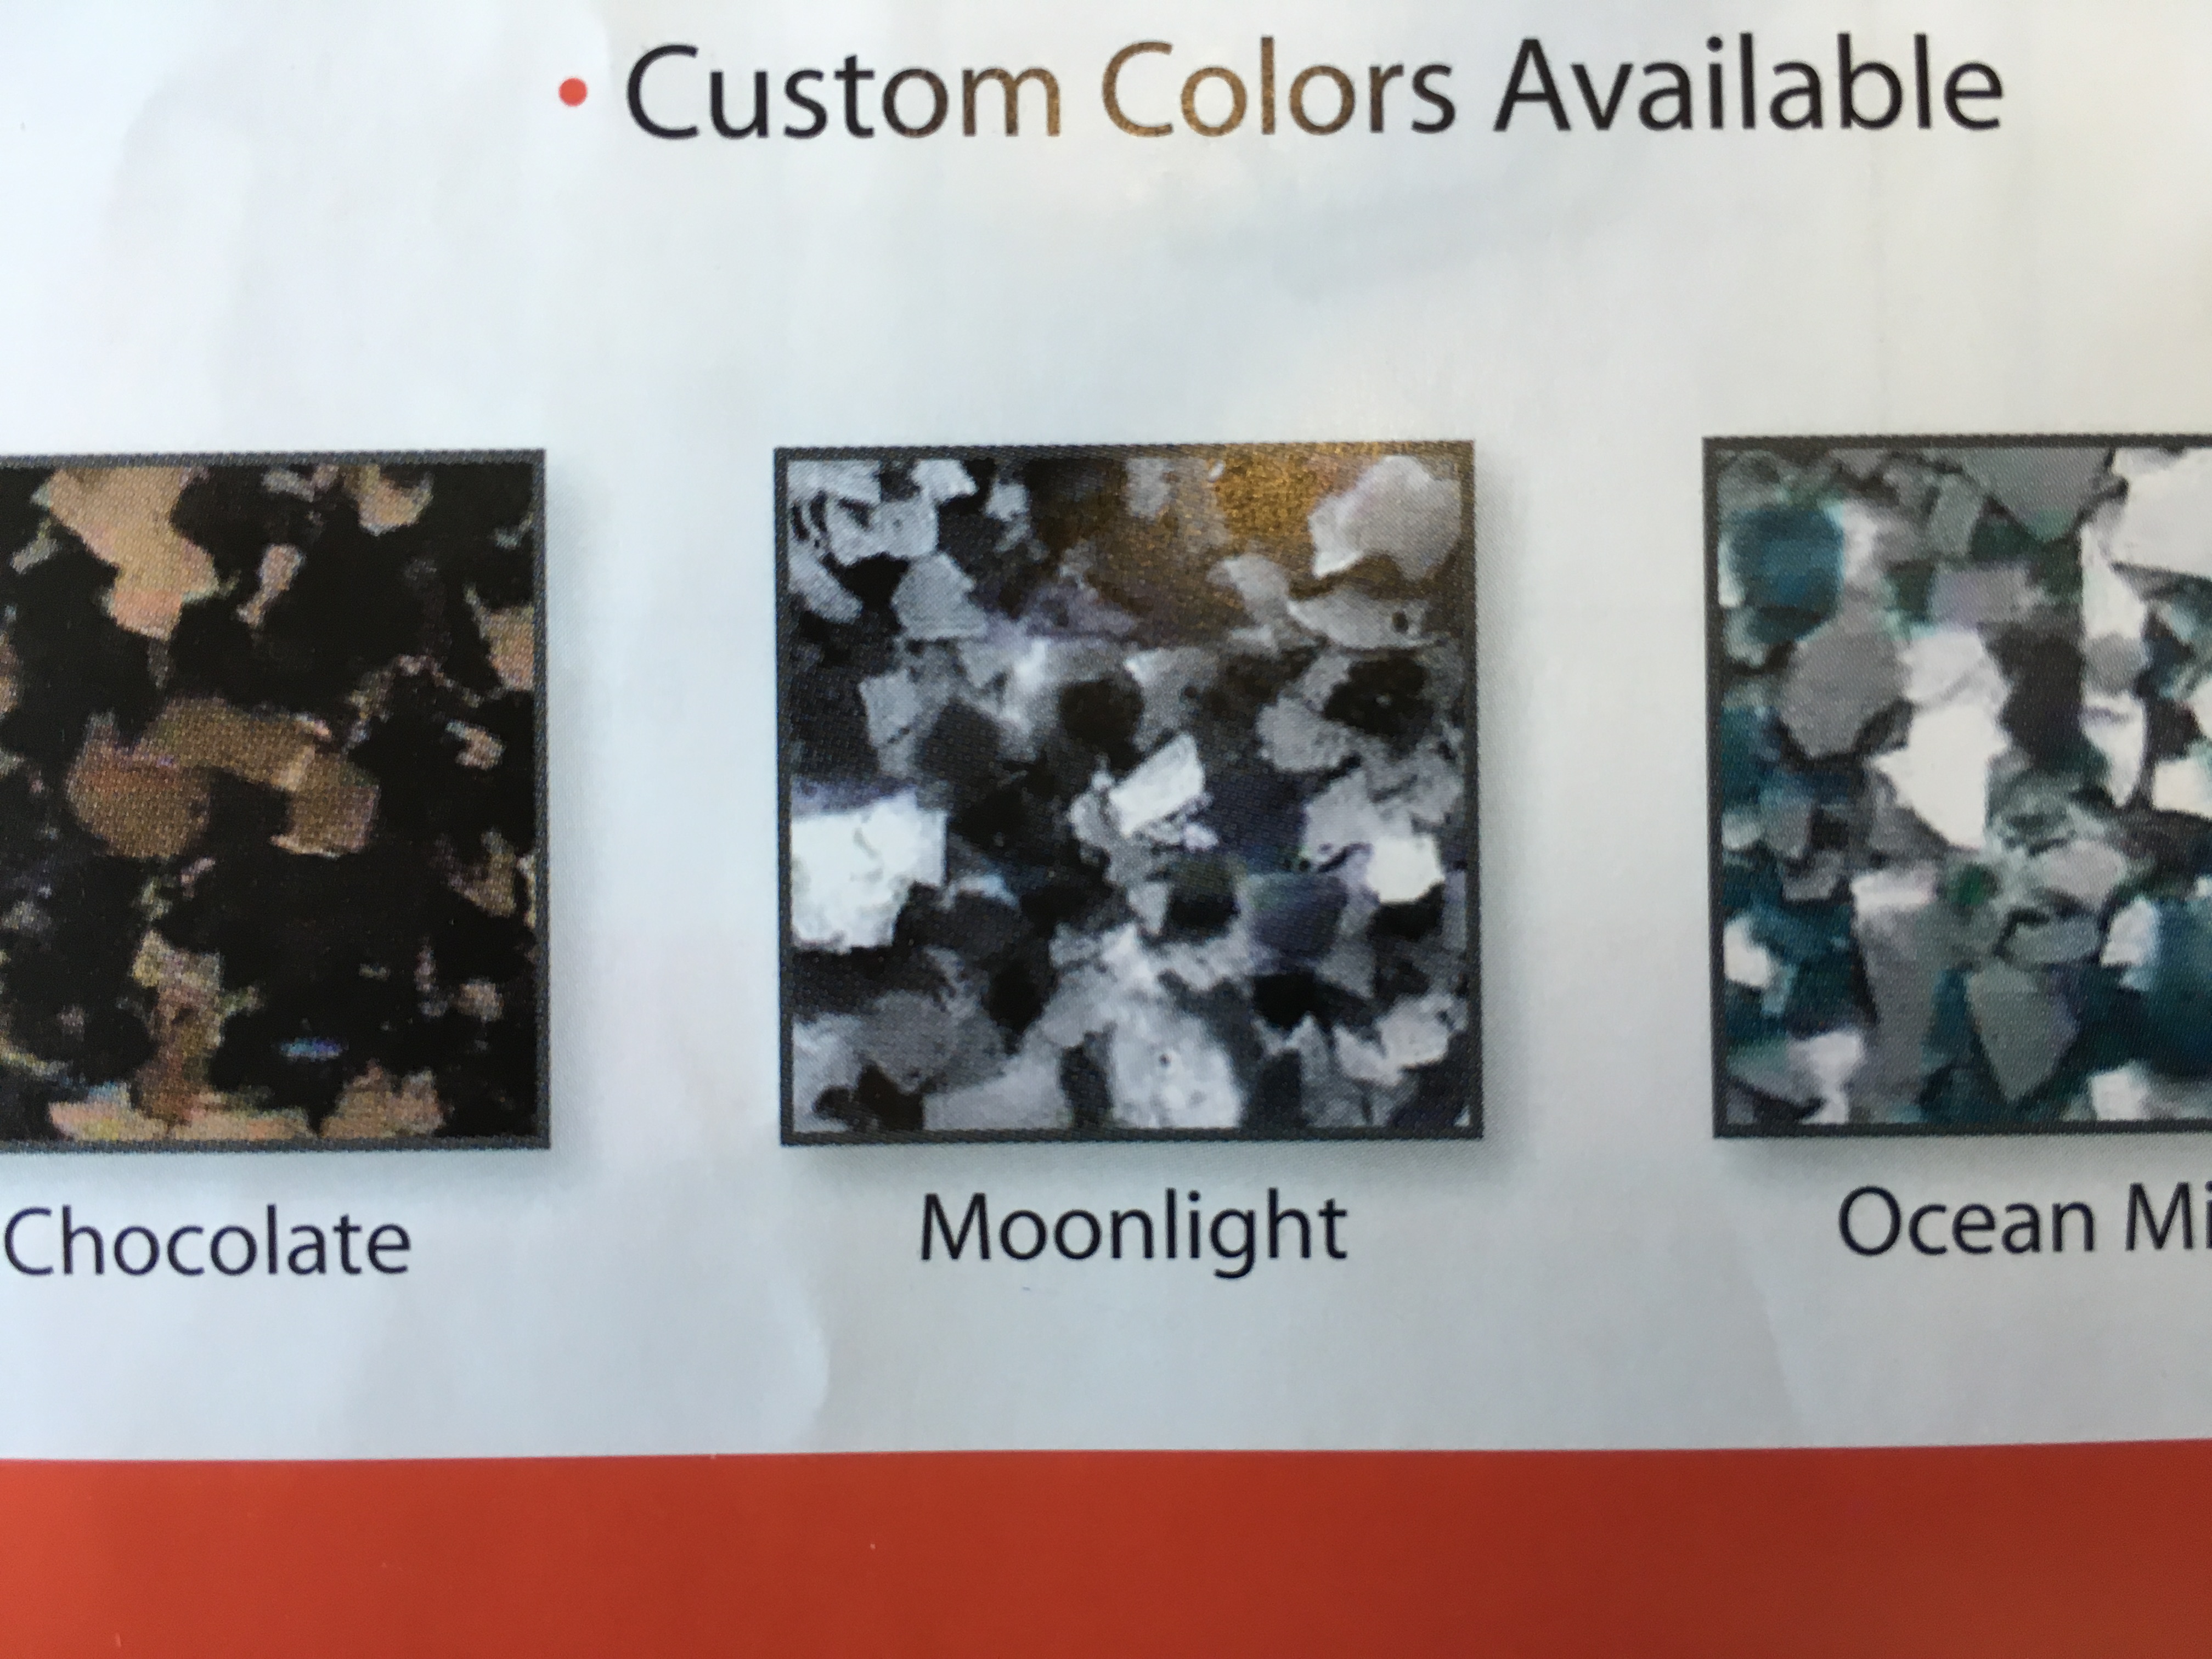 • Custom Colors Available
Chocolate
Moonlight
Ocean